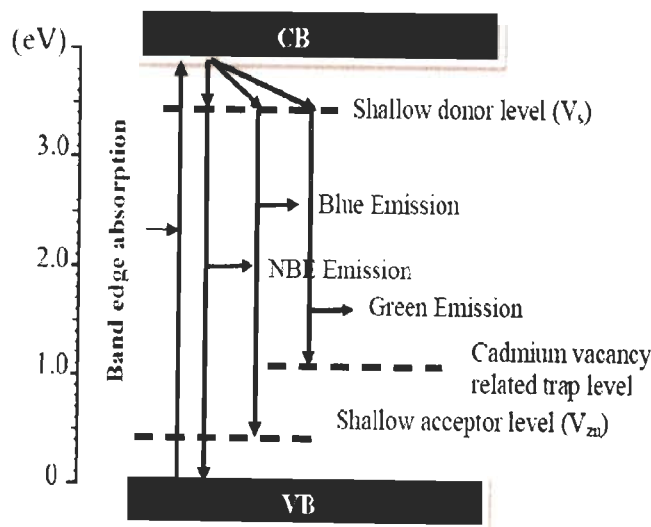 (eV)
CB
Shallow donor level (Vs)
3.0
Band edge absorption
Blue Emission
2.0
NBE Emission
Green Emission
1.0
Cadmium vacancy
related trap level
Shallow acceptor level (Vzn)
0
VB